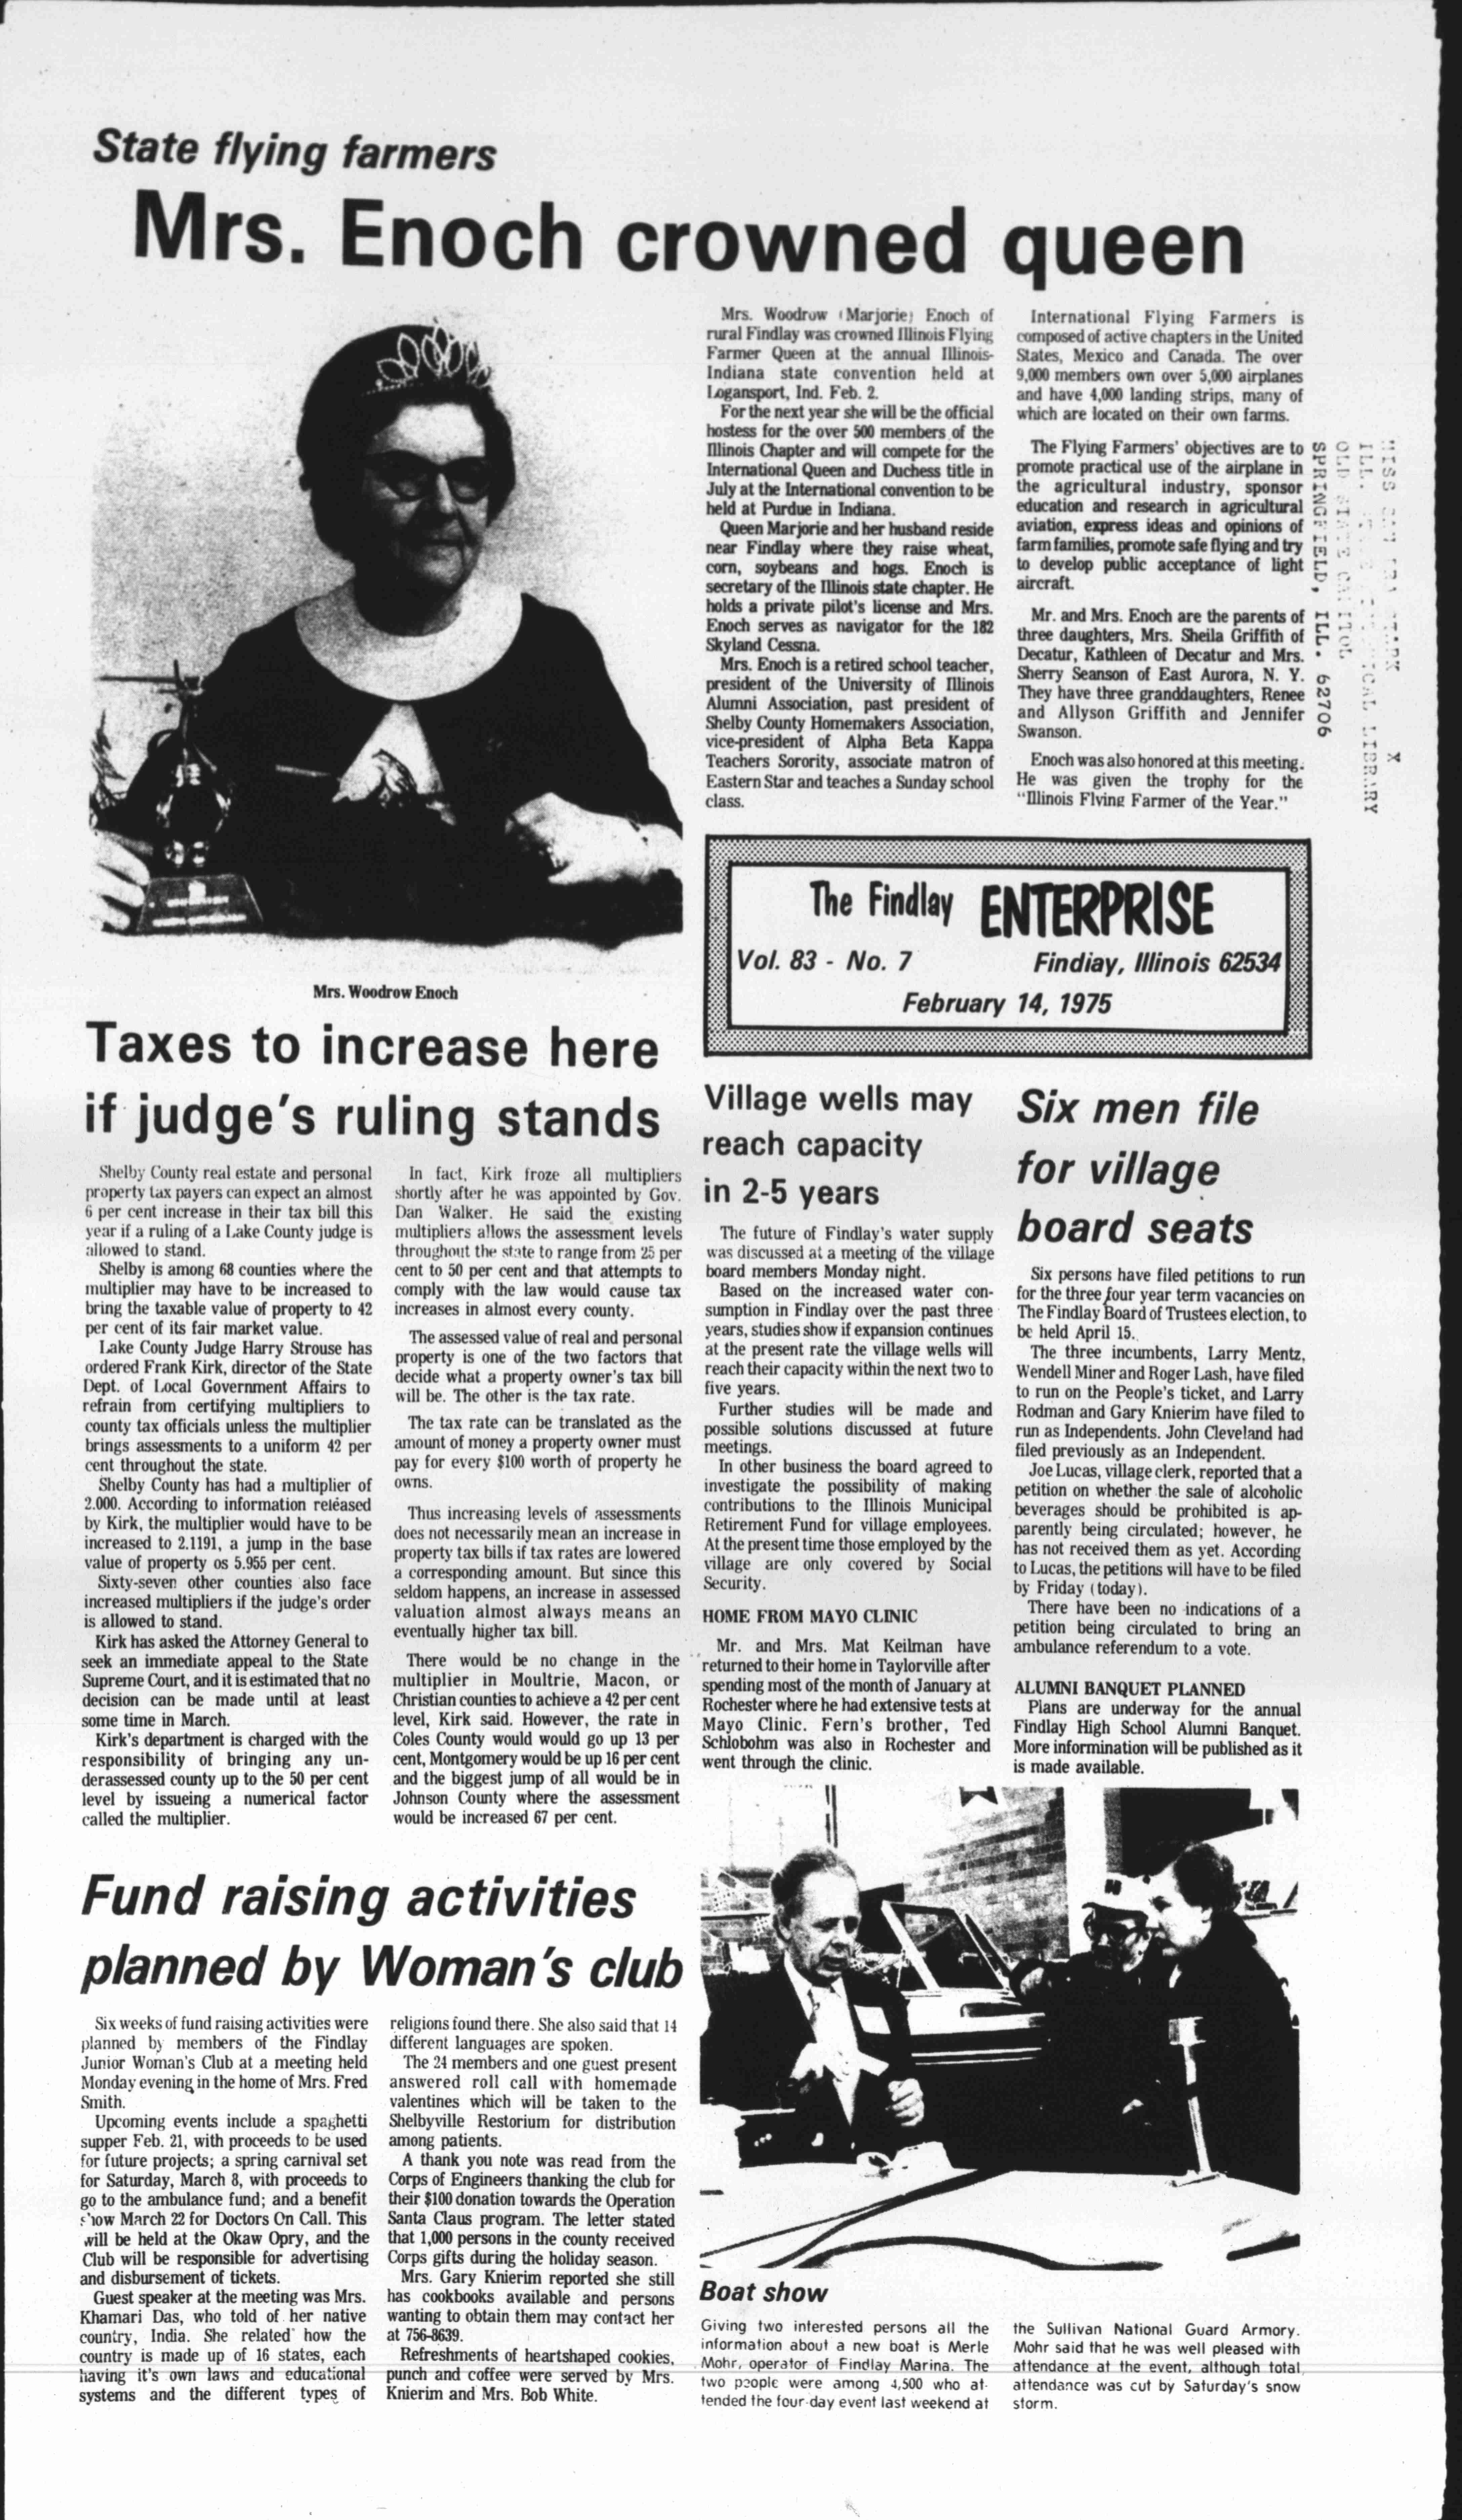 State flying farmers
Mrs. Enoch crowned queen
Mrs. Woodrow (Marjorie) Enoch of
rural Findlay was crowned Illinois Flying
Farmer Queen at the annual Illinois-
Indiana state convention held at
Logansport, Ind. Feb. 2.
For the next year she will be the official
hostess for the over 500 members of the
Illinois Chapter and will compete for the
International Queen and Duchess title in
July at the International convention to be
held at Purdue in Indiana.
Queen Marjorie and her husband reside
near Findlay where they raise wheat,
corn, soybeans and hogs. Enoch is
secretary of the Illinois state chapter. He
holds a private pilot's license and Mrs.
Enoch serves as navigator for the 182
Skyland Cessna.
Mrs. Enoch is a retired school teacher,
president of the University of Illinois
Alumni Association, past president of
Shelby County Homemakers Association,
vice-president of Alpha Beta Kappa
Teachers Sorority, associate matron of
Eastern Star and teaches a Sunday school
class.
International Flying Farmers is
composed of active chapters in the United
States, Mexico and Canada. The over
9,000 members own over 5,000 airplanes
and have 4,000 landing strips, many of
which are located on their own farms.
The Flying Farmers' objectives are to
promote practical use of the airplane in
the agricultural industry, sponsor
education and research in agricultural
aviation, express ideas and opinions of
farm families, promote safe flying and try
to develop public acceptance of light
aircraft.
Mr. and Mrs. Enoch are the parents of
three daughters, Mrs. Sheila Griffith of
Decatur, Kathleen of Decatur and Mrs.
Sherry Seanson of East Aurora, N. Y.
They have three granddaughters, Renee
and Allyson Griffith and Jennifer
Swanson.
Enoch was also honored at this meeting.
He was given the trophy for the
"Illinois Flying Farmer of the Year."
LIBRARY
SPRINGFIELD, ILL. 62706
Mrs. Woodrow Enoch
The Findlay ENTERPRISE
Vol. 83 - No. 7 Findlay, Illinois 62534
February 14, 1975
Taxes to increase here
if judge's ruling stands
Shelby County real estate and personal
property tax payers can expect an almost
6 per cent increase in their tax bill this
year if a ruling of a Lake County judge is
allowed to stand.
Shelby is among 68 counties where the
multiplier may have to be increased to
bring the taxable value of property to 42
per cent of its fair market value.
Lake County Judge Harry Strouse has
ordered Frank Kirk, director of the State
Dept. of Local Government Affairs to
refrain from certifying multipliers to
county tax officials unless the multiplier
brings assessments to a uniform 42 per
cent throughout the state.
Shelby County has had a multiplier of
2.000. According to information released
by Kirk, the multiplier would have to be
increased to 2.1191, a jump in the base
value of property os 5.955 per cent.
Sixty-seven other counties also face
increased multipliers if the judge's order
is allowed to stand.
Kirk has asked the Attorney General to
seek an immediate appeal to the State
Supreme Court, and it is estimated that no
decision can be made until at least
some time in March.
Kirk's department is charged with the
responsibility of bringing any un-
derassessed county up to the 50 per cent
level by issueing a numerical factor
called the multiplier.
In fact, Kirk froze all multipliers
shortly after he was appointed by Gov.
Dan Walker. He said the existing
multipliers allows the assessment levels
throughout the state to range from 25 per
cent to 50 per cent and that attempts to
comply with the law would cause tax
increases in almost every county.
The assessed value of real and personal
property is one of the two factors that
decide what a property owner's tax bill
will be. The other is the tax rate.
The tax rate can be translated as the
amount of money a property owner must
pay for every $100 worth of property he
owns.
Thus increasing levels of assessments
does not necessarily mean an increase in
property tax bills if tax rates are lowered
a corresponding amount. But since this
seldom happens, an increase in assessed
valuation almost always means an
eventually higher tax bill.
There would be no change in the
multiplier in Moultrie, Macon, or
Christian counties to achieve a 42 per cent
level, Kirk said. However, the rate in
Coles County would would go up 13 per
cent, Montgomery would be up 16 per cent
and the biggest jump of all would be in
Johnson County where the assessment
would be increased 67 per cent.
Village wells may
reach capacity
in 2-5 years
The future of Findlay's water supply
was discussed at a meeting of the village
board members Monday night.
Based on the increased water con-
sumption in Findlay over the past three
years, studies show if expansion continues
at the present rate the village wells will
reach their capacity within the next two to
five years.
Further studies will be made and
possible solutions discussed at future
meetings.
In other business the board agreed to
investigate the possibility of making
contributions to the Illinois Municipal
Retirement Fund for village employees.
At the present time those employed by the
village are only covered by Social
Security.
HOME FROM MAYO CLINIC
Mr. and Mrs. Mat Keilman have
returned to their home in Taylorville after
spending most of the month of January at
Rochester where he had extensive tests at
Mayo Clinic. Fern's brother, Ted
Schlobohm was also in Rochester and
went through the clinic.
Six men file
for village
board seats
Six persons have filed petitions to run
for the three four year term vacancies on
The Findlay Board of Trustees election, to
be held April 15.
The three incumbents, Larry Mentz,
Wendell Miner and Roger Lash, have filed
to run on the People's ticket, and Larry
Rodman and Gary Knierim have filed to
run as Independents. John Cleveland had
filed previously as an Independent.
Joe Lucas, village clerk, reported that a
petition on whether the sale of alcoholic
beverages should be prohibited is ap-
parently being circulated; however, he
has not received them as yet. According
to Lucas, the petitions will have to be filed
by Friday (today).
There have been no indications of a
petition being circulated to bring an
ambulance referendum to a vote.
ALUMNI BANQUET PLANNED
Plans are underway for the annual
Findlay High School Alumni Banquet.
More informination will be published as it
is made available.
Fund raising activities
planned by Woman's club
Six weeks of fund raising activities were
planned by members of the Findlay
Junior Woman's Club at a meeting held
Monday evening in the home of Mrs. Fred
Smith.
Upcoming events include a spaghetti
supper Feb. 21, with proceeds to be used
for future projects; a spring carnival set
for Saturday, March 8, with proceeds to
go to the ambulance fund; and a benefit
show March 22 for Doctors On Call. This
will be held at the Okaw Opry, and the
Club will be responsible for advertising
and disbursement of tickets.
Guest speaker at the meeting was Mrs.
Khamari Das, who told of her native
country, India. She related how the
country is made up of 16 states, each
having it's own laws and educational
systems and the different types of
religions found there. She also said that 14
different languages are spoken.
The 24 members and one guest present
answered roll call with homemade
valentines which will be taken to the
Shelbyville Restorium for distribution
among patients.
A thank you note was read from the
Corps of Engineers thanking the club for
their $100 donation towards the Operation
Santa Claus program. The letter stated
that 1,000 persons in the county received
Corps gifts during the holiday season.
Mrs. Gary Knierim reported she still
has cookbooks available and persons
wanting to obtain them may contact her
at 756-8639.
Refreshments of heartshaped cookies,
punch and coffee were served by Mrs.
Knierim and Mrs. Bob White.
Boat show
Giving two interested persons all the
information about a new boat is Merle
Mohr, operator of Findlay Marina. The
two people were among 4,500 who at-
tended the four-day event last weekend at
the Sullivan National Guard Armory.
Mohr said that he was well pleased with
attendance at the event, although total
attendance was cut by Saturday's snow
storm.